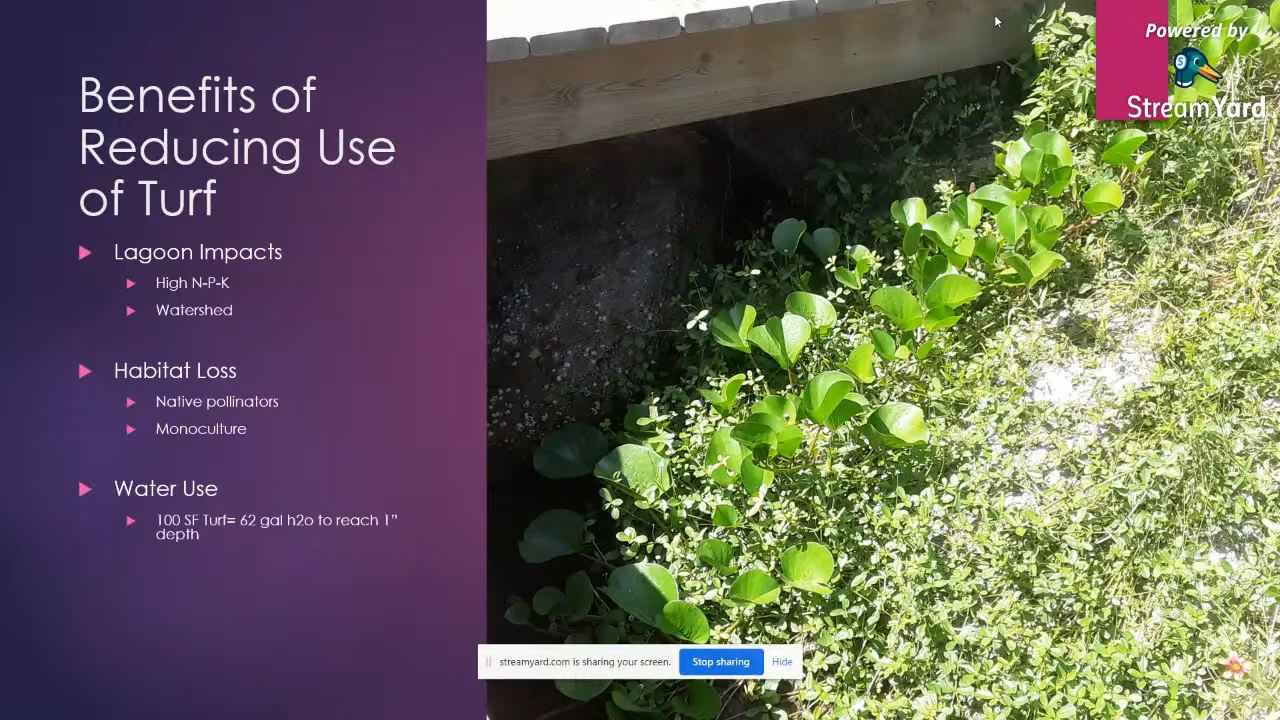 Benefits of
Reducing Use
of Turf
Lagoon Impacts
High N-P-K
Watershed
Habitat Loss
Native pollinators
Monoculture
Water Use
100 SF Turf= 62 gal h2o to reach 1”
depth
Powered by
StreamYard
streamyard.com is sharing your screen.
Stop sharing
Hide